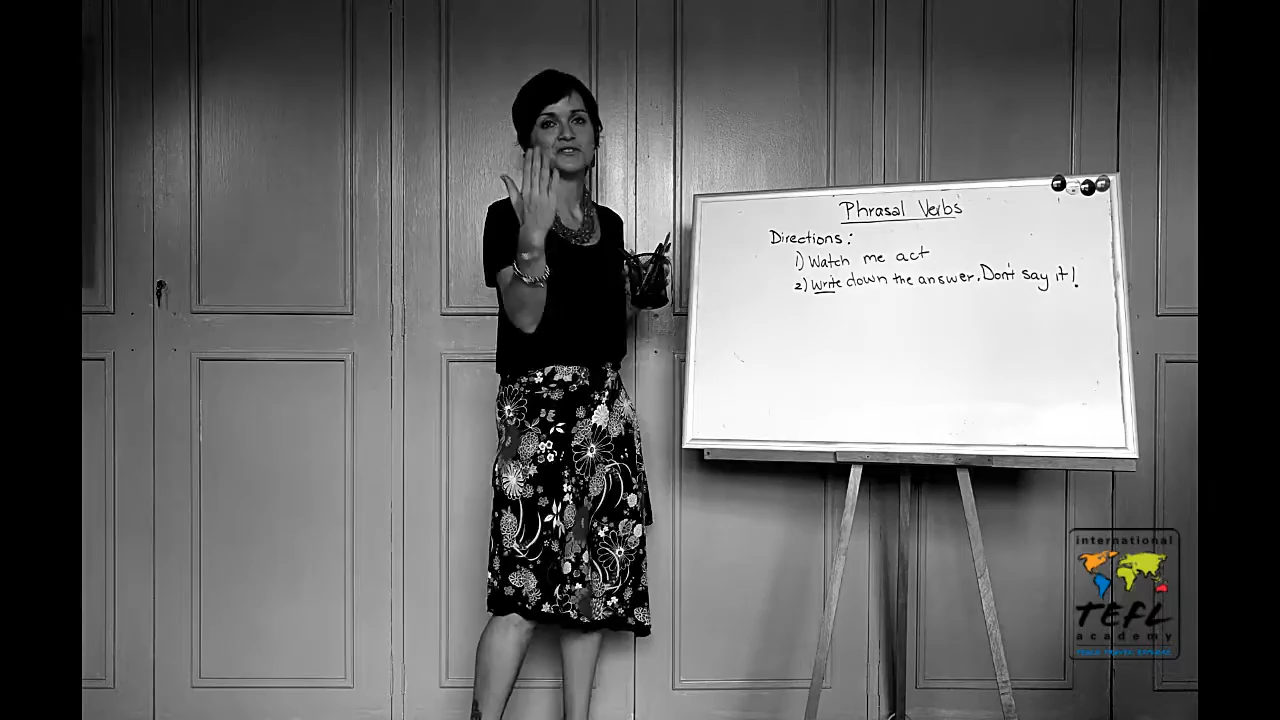 Phrasal Verbs
Directions:
1) Watch me act
2) Write down the answer. Don't say it!
international
TEFL
academy